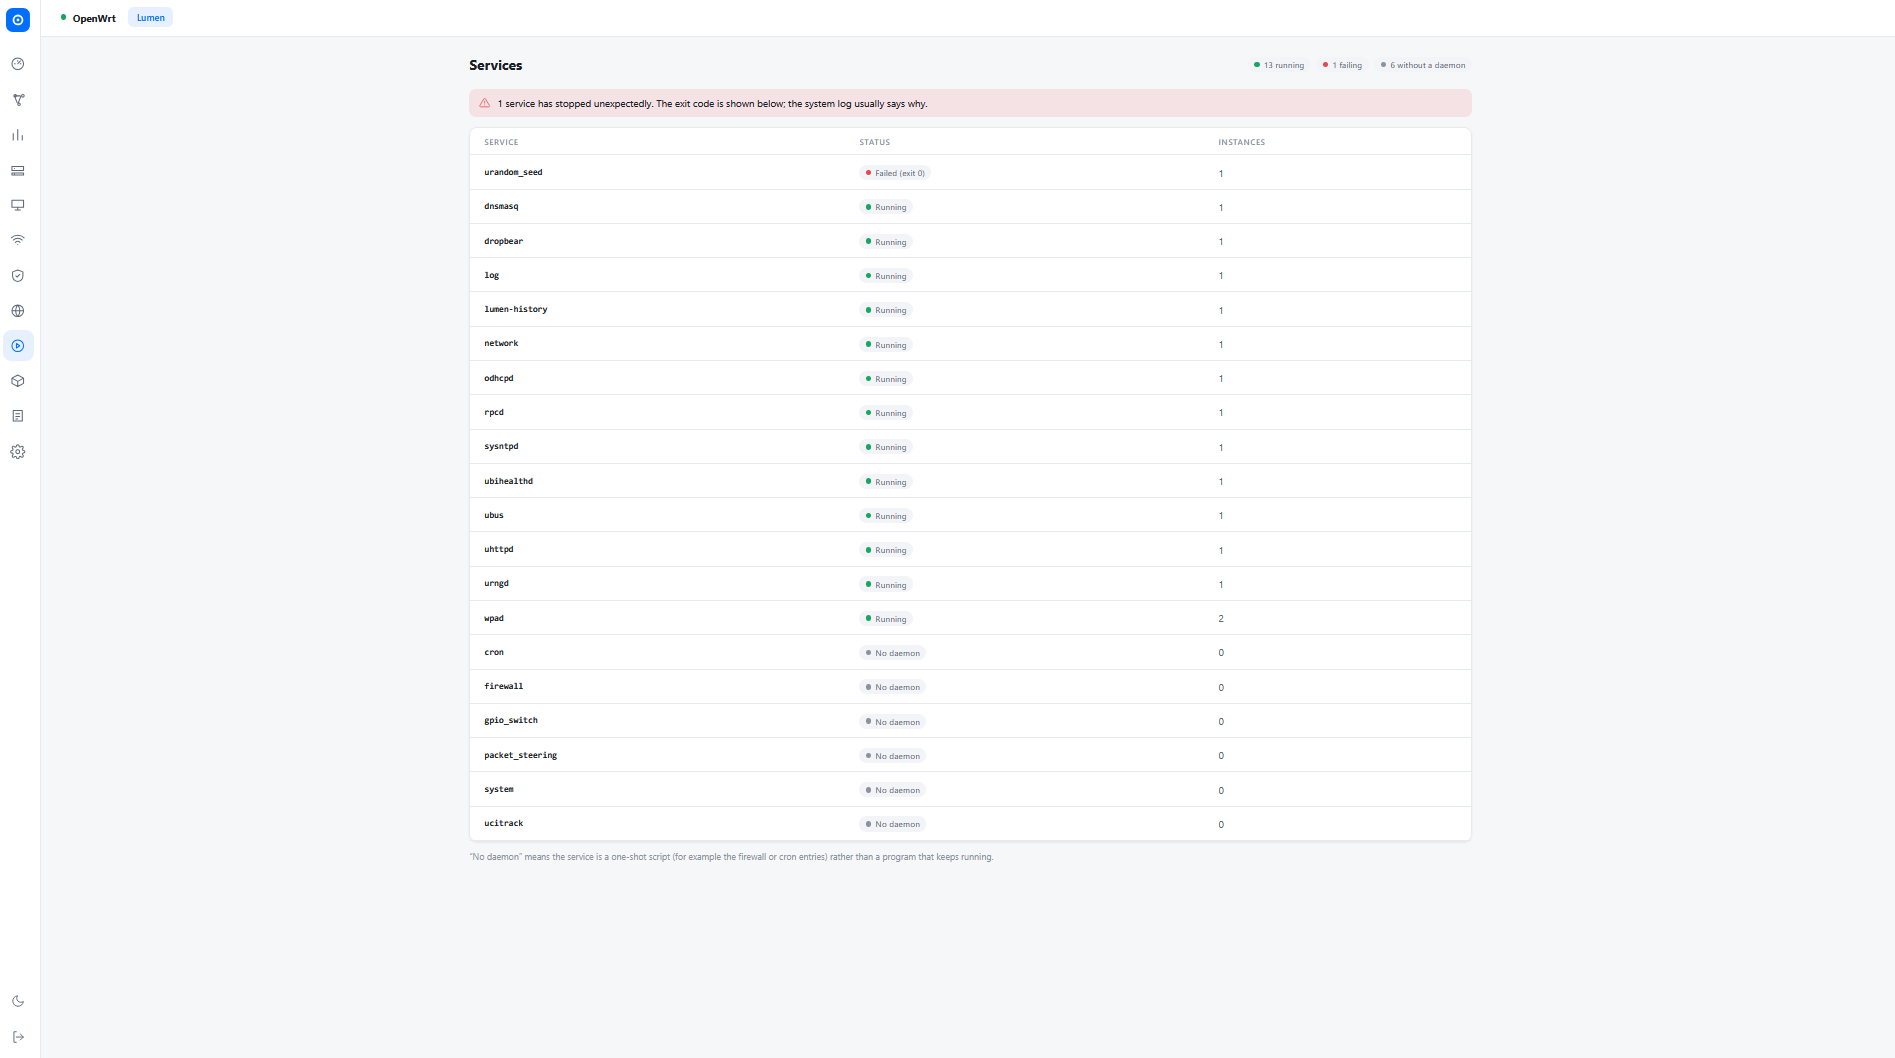 OpenWrt Lumen
Services 13 running 1 failing 6 without a daemon
1 service has stopped unexpectedly. The exit code is shown below; the system log usually says why.
SERVICE STATUS INSTANCES
urandom_seed Failed (exit 0) 1
dnsmasq Running 1
dropbear Running 1
log Running 1
lumen-history Running 1
network Running 1
odhcpd Running 1
rpcd Running 1
sysntpd Running 1
ubihealthd Running 1
ubus Running 1
uhttpd Running 1
urngd Running 1
wpad Running 2
cron No daemon 0
firewall No daemon 0
gpio_switch No daemon 0
packet_steering No daemon 0
system No daemon 0
ucitrack No daemon 0
"No daemon" means the service is a one-shot script (for example the firewall or cron entries) rather than a program that keeps running.